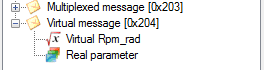 Multiplexed message [0x203]
Virtual message [0x204]
Virtual Rpm_rad
Real parameter